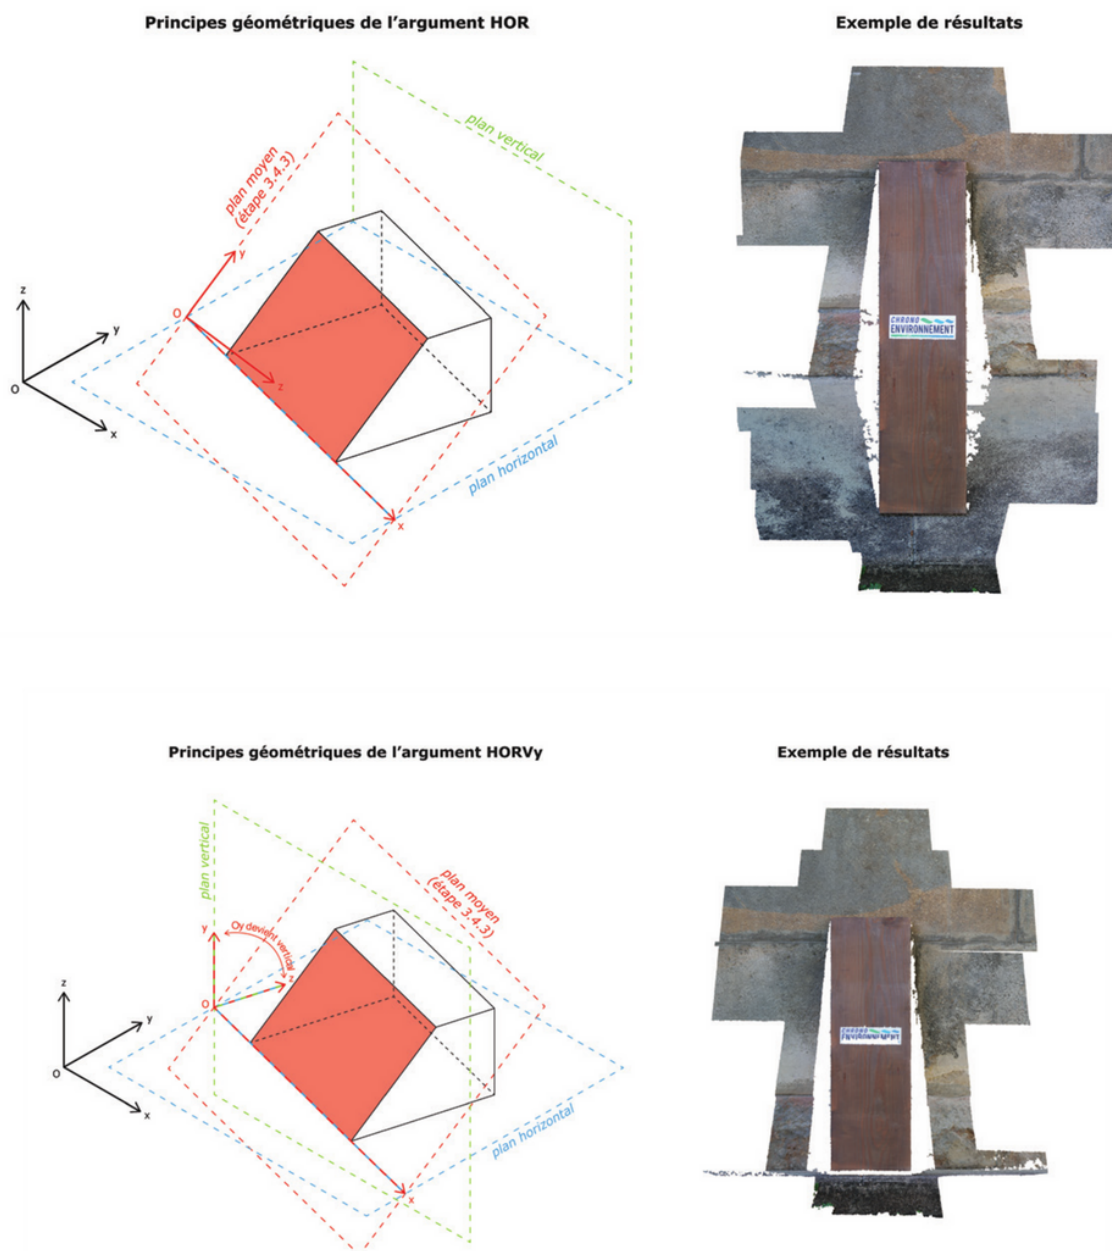 Principes géométriques de l'argument HOR
Exemple de résultats
plan vertical
plan moyen
(étape 3.4.3)
y
z
O
y
z
O
x
x
plan horizontal
CHRONO
ENVIRONNEMENT
Principes géométriques de l'argument HORVy
Exemple de résultats
plan vertical
plan moyen
(étape 3.4.3)
y
Oy devient vertical
z
O
z
y
O
x
x
plan horizontal
CHRONO
ENVIRONNEMENT